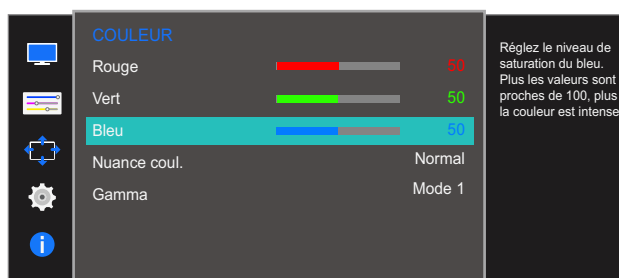 COULEUR
Rouge 50
Vert 50
Bleu 50
Nuance coul. Normal
Gamma Mode 1
Réglez le niveau de
saturation du bleu.
Plus les valeurs sont
proches de 100, plus
la couleur est intense